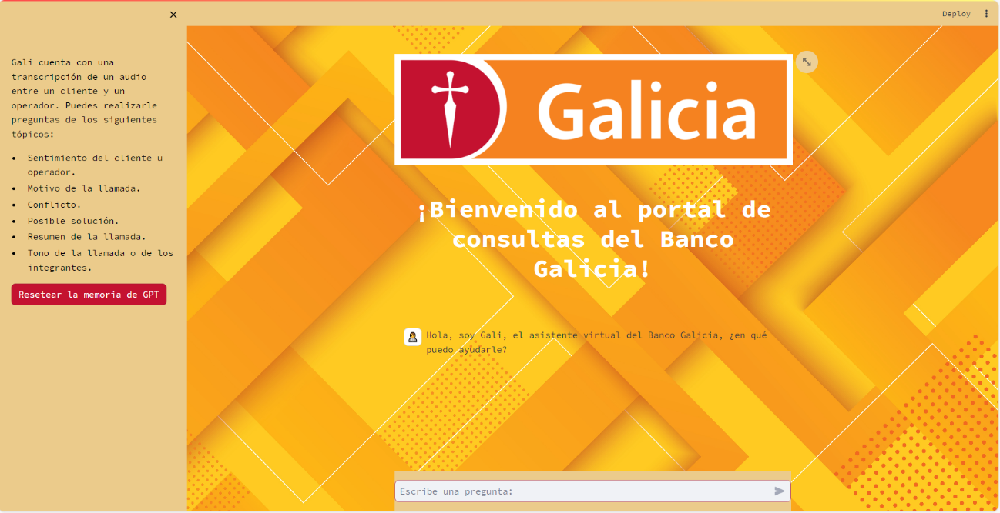 Deploy
Gali cuenta con una
transcripción de un audio
entre un cliente y un
operador. Puedes realizarle
preguntas de los siguientes
tópicos:
• Sentimiento del cliente u
operador.
• Motivo de la llamada.
• Conflicto.
• Posible solución.
• Resumen de la llamada.
• Tono de la llamada o de los
integrantes.
Resetear la memoria de GPT
Galicia
¡Bienvenido al portal de
consultas del Banco
Galicia!
Hola, soy Gali, el asistente virtual del Banco Galicia, ¿en qué
puedo ayudarle?
Escribe una pregunta: